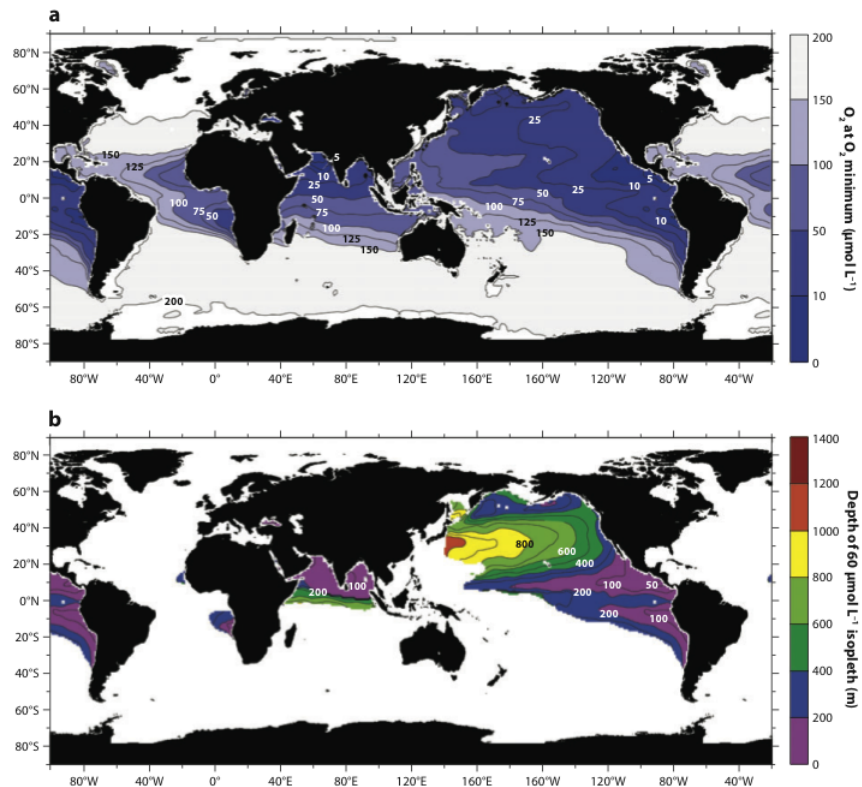 a
80°N
60°N
40°N
20°N
0°N
20°S
40°S
60°S
80°S
80°W
40°W
0°
40°E
80°E
120°E
160°W
120°W
80°W
40°W
25
150
125
5
10
25
50
75
100
125
150
100
75
50
50
75
100
125
150
25
10
5
10
200
200
150
100
50
10
0
O₂ at O₂ minimum (μmol L⁻¹)
b
80°N
60°N
40°N
20°N
0°N
20°S
40°S
60°S
80°S
80°W
40°W
0°
40°E
80°E
120°E
160°W
120°W
80°W
40°W
100
200
800
600
400
200
100
50
200
100
1400
1200
1000
800
600
400
200
0
Depth of 60 μmol L⁻¹ isopleth (m)